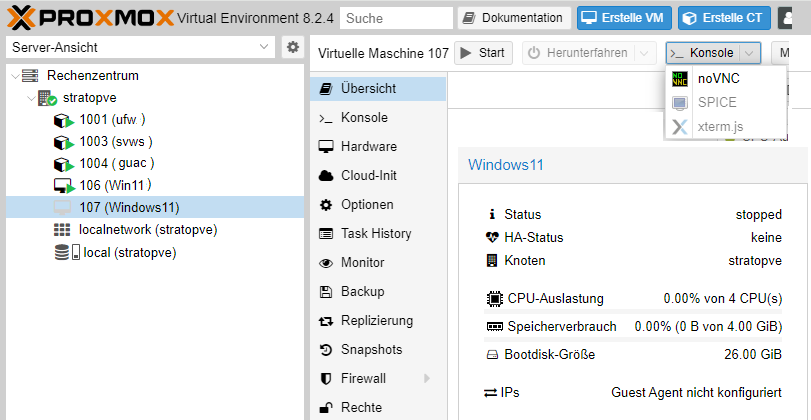 PROXMOX Virtual Environment 8.2.4 Suche Dokumentation Erstelle VM Erstelle CT
Server-Ansicht
Virtuelle Maschine 107 Start Herunterfahren >_ Konsole M
noVNC
SPICE
xterm.js
Rechenzentrum
stratopve
1001 (ufw. )
1003 (svws )
1004 ( guac )
106 (Win11 )
107 (Windows11)
localnetwork (stratopve)
local (stratopve)
Übersicht
>_ Konsole
Hardware
Cloud-Init
Optionen
Task History
Monitor
Backup
Replizierung
Snapshots
Firewall
Rechte
Windows11
Status stopped
HA-Status keine
Knoten stratopve
CPU-Auslastung 0.00% von 4 CPU(s)
Speicherverbrauch 0.00% (0 B von 4.00 GiB)
Bootdisk-Größe 26.00 GiB
IPs Guest Agent nicht konfiguriert